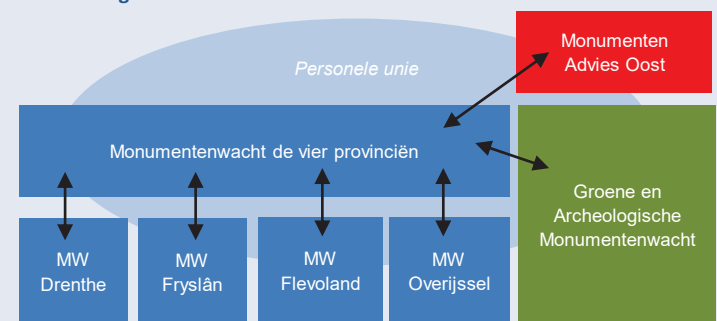 Personele unie
Monumenten
Advies Oost
Monumentenwacht de vier provinciën
Groene en
Archeologische
Monumentenwacht
MW
Drenthe
MW
Fryslân
MW
Flevoland
MW
Overijssel